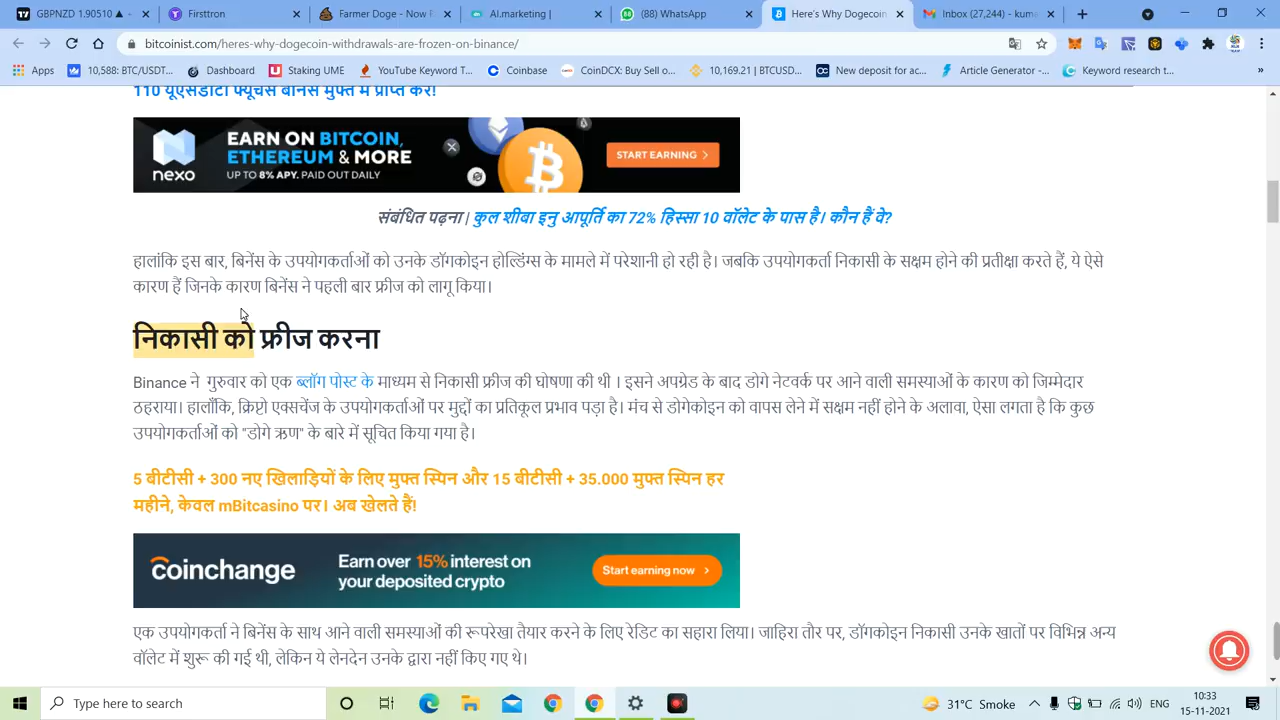 GBPNZD 1.9050
अब डॉगकॉइन
(142) How T
(88) WhatsAp
Here's Why Doge
Inbox (27,244) - kum
bitcoinist.com/heres-why-dogecoin-withdrawals-are-frozen-on-binance/
Apps
10,588: BTC/USDT...
Dashboard
Staking UME
YouTube Keyword T...
Coinbase
CoinDCX: Buy Sel o...
10,169.21 | BTCUSD...
New deposit for ac...
Article Generator -...
Keyword research t...
110 यूएसडीटी फ्यूचर्स बोनस मुफ्त में प्राप्त करें!
nexo
EARN ON BITCOIN,
ETHEREUM & MORE
UP TO 8% APY. PAID OUT DAILY
START EARNING
संबंधित पढ़ना | कुल शीबा इनु आपूर्ति का 72% हिस्सा 10 वॉलेट के पास है। कौन हैं वे?
हालांकि इस बार, बिनेंस के उपयोगकर्ताओं को उनके डॉगकोइन होल्डिंग्स के मामले में परेशानी हो रही है। जबकि उपयोगकर्ता निकासी के सक्षम होने की प्रतीक्षा करते हैं, ये ऐसे
कारण हैं जिनके कारण बिनेंस ने पहली बार फ्रीज को लागू किया।
निकासी को फ्रीज करना
Binance ने गुरुवार को एक ब्लॉग पोस्ट के माध्यम से निकासी फ्रीज की घोषणा की थी । इसने अपग्रेड के बाद डोगे नेटवर्क पर आने वाली समस्याओं के कारण को जिम्मेदार
ठहराया। हालाँकि, क्रिप्टो एक्सचेंज के उपयोगकर्ताओं पर मुद्दों का प्रतिकूल प्रभाव पड़ा है। मंच से डोगेकोइन को वापस लेने में सक्षम नहीं होने के अलावा, ऐसा लगता है कि कुछ
उपयोगकर्ताओं को "डोगे ऋण" के बारे में सूचित किया गया है।
5 बीटीसी + 300 नए खिलाड़ियों के लिए मुफ्त स्पिन और 15 बीटीसी + 35.000 मुफ्त स्पिन हर
महीने, केवल mBitcasino पर। अब खेलते हैं!
coinchange
Earn over 15% interest on
your deposited crypto
Start earning now
एक उपयोगकर्ता ने बिनेंस के साथ आने वाली समस्याओं की रूपरेखा तैयार करने के लिए रेडिट का सहारा लिया। जाहिरा तौर पर, डॉगकोइन निकासी उनके खातों पर विभिन्न अन्य
वॉलेट में शुरू की गई थी, लेकिन ये लेनदेन उनके द्वारा नहीं किए गए थे।
Type here to search
31°C Smoke
ENG
10:33
15-11-2021